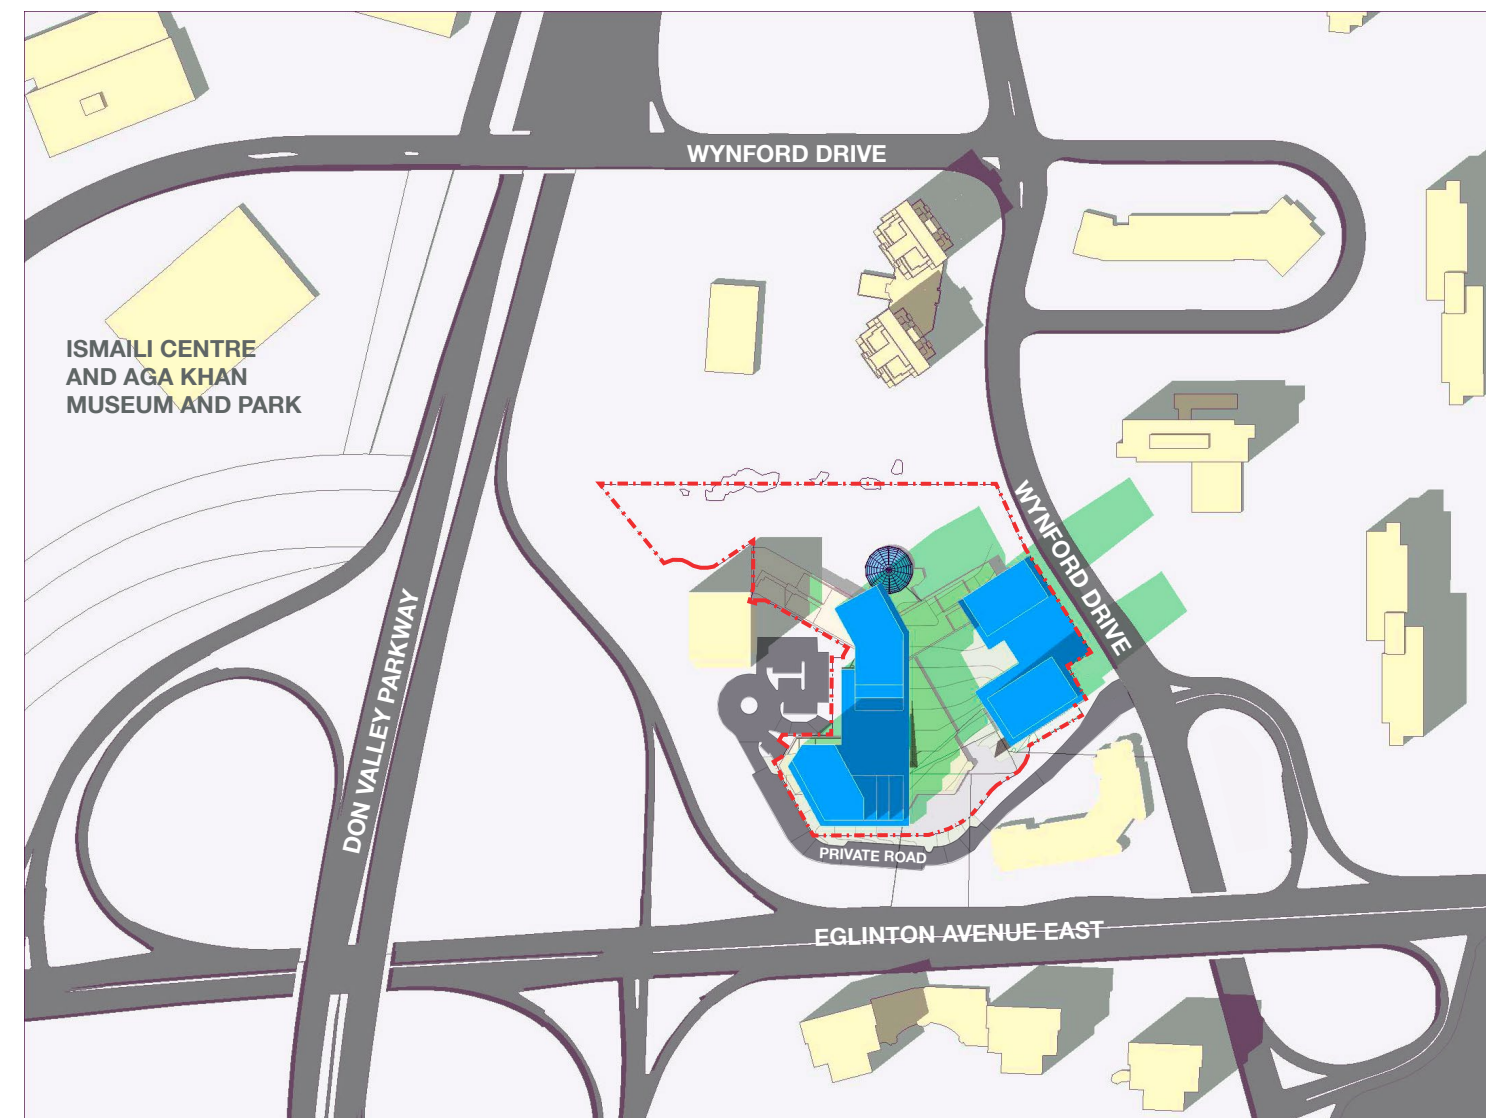 WYNFORD DRIVE
ISMAILI CENTRE
AND AGA KHAN
MUSEUM AND PARK
WYNFORD DRIVE
DON VALLEY PARKWAY
PRIVATE ROAD
EGLINTON AVENUE EAST